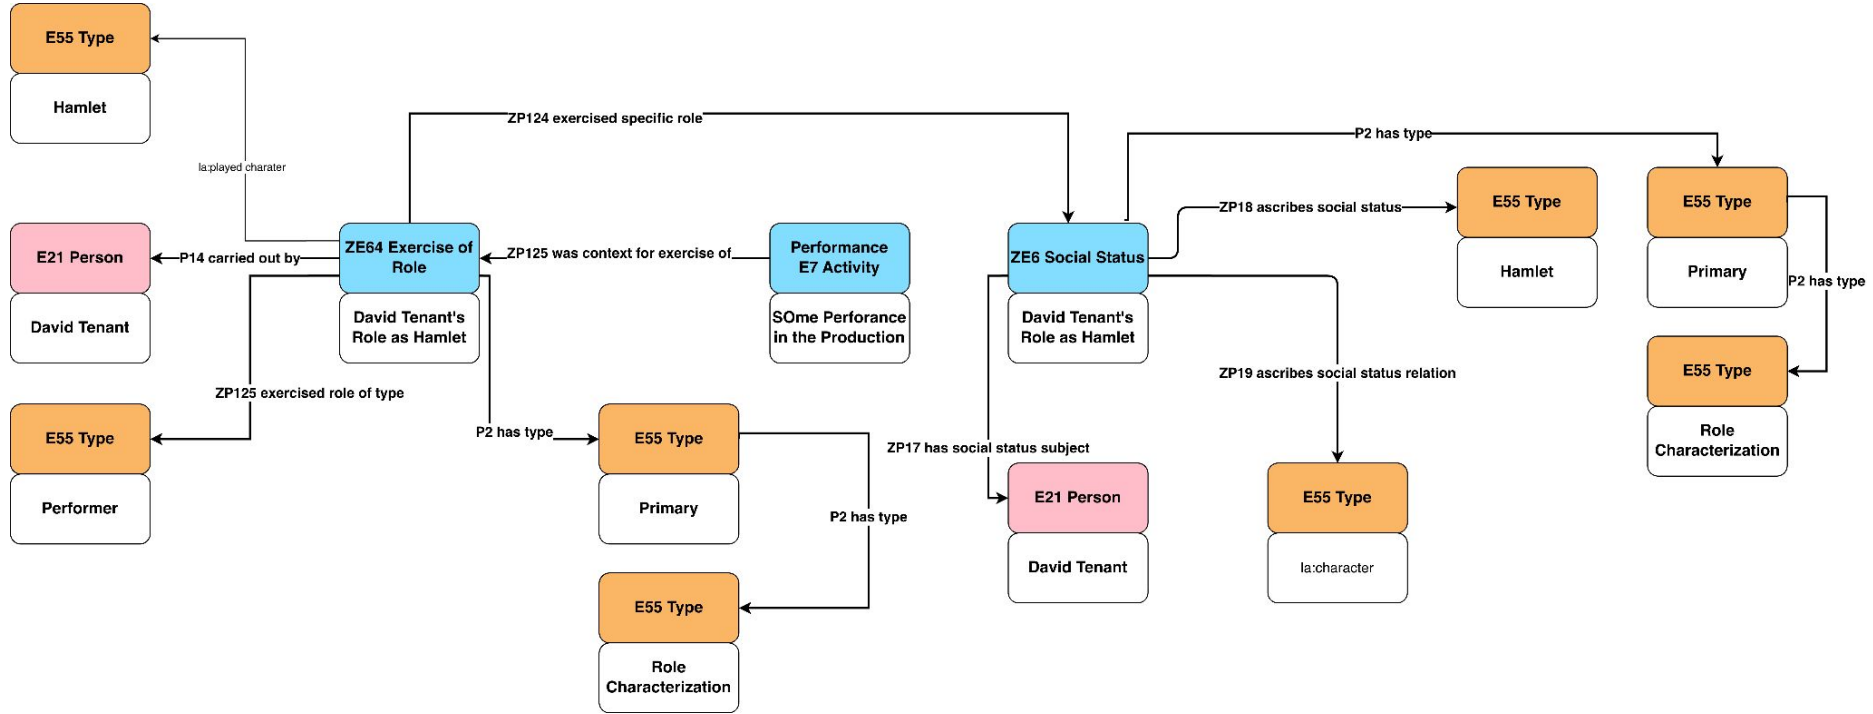 E55 Type
Hamlet
la:played charater
ZP124 exercised specific role
P2 has type
E55 Type
Hamlet
E55 Type
Primary
ZP18 ascribes social status
P2 has type
E21 Person
David Tenant
P14 carried out by
ZE64 Exercise of
Role
David Tenant's
Role as Hamlet
ZP125 was context for exercise of
Performance
E7 Activity
SOme Perforance
in the Production
ZE6 Social Status
David Tenant's
Role as Hamlet
E55 Type
Role
Characterization
ZP19 ascribes social status relation
ZP125 exercised role of type
E55 Type
Performer
P2 has type
E55 Type
Primary
P2 has type
E55 Type
Role
Characterization
ZP17 has social status subject
E21 Person
David Tenant
E55 Type
la:character